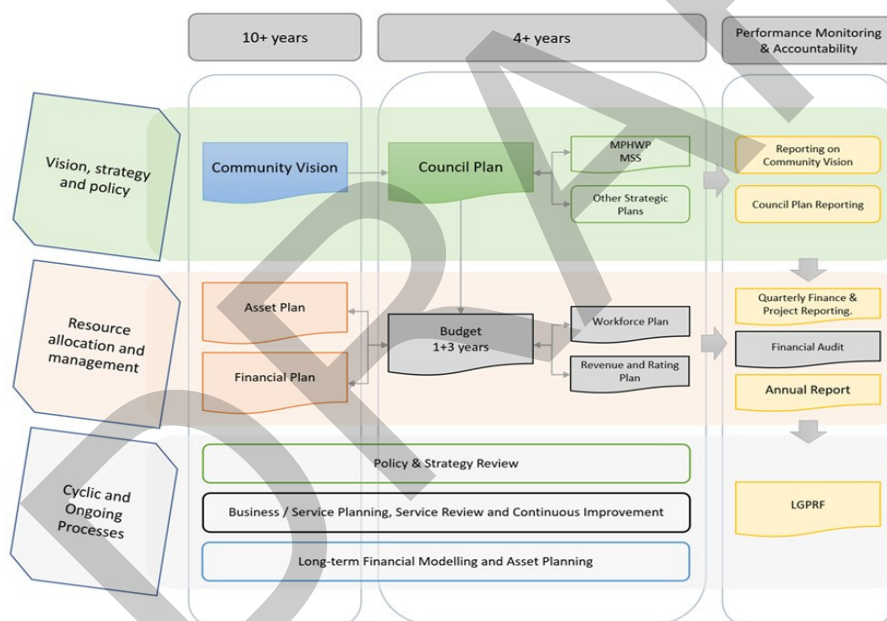 10+ years
4+ years
Performance Monitoring
& Accountability
Vision, strategy
and policy
Community Vision
Council Plan
MPHWP
MSS
Other Strategic
Plans
Reporting on
Community Vision
Council Plan Reporting
Resource
allocation and
management
Asset Plan
Financial Plan
Budget
1+3 years
Workforce Plan
Revenue and Rating
Plan
Quarterly Finance &
Project Reporting.
Financial Audit
Annual Report
Cyclic and
Ongoing
Processes
Policy & Strategy Review
Business / Service Planning, Service Review and Continuous Improvement
Long-term Financial Modelling and Asset Planning
LGPRF
DRAF